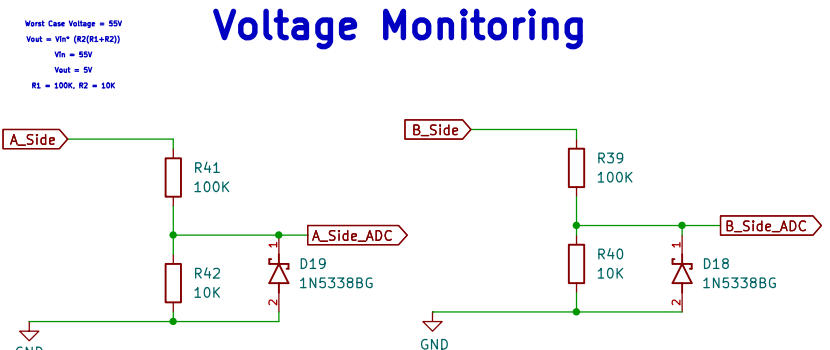 Voltage Monitoring
Worst Case Voltage = 55V
Vout = Vin* (R2(R1+R2))
Vin = 55V
Vout = 5V
R1 = 100K, R2 = 10K
A_Side
R41
100K
A_Side_ADC
1
R42
10K
D19
1N5338BG
2
GND
B_Side
R39
100K
B_Side_ADC
1
R40
10K
D18
1N5338BG
2
GND